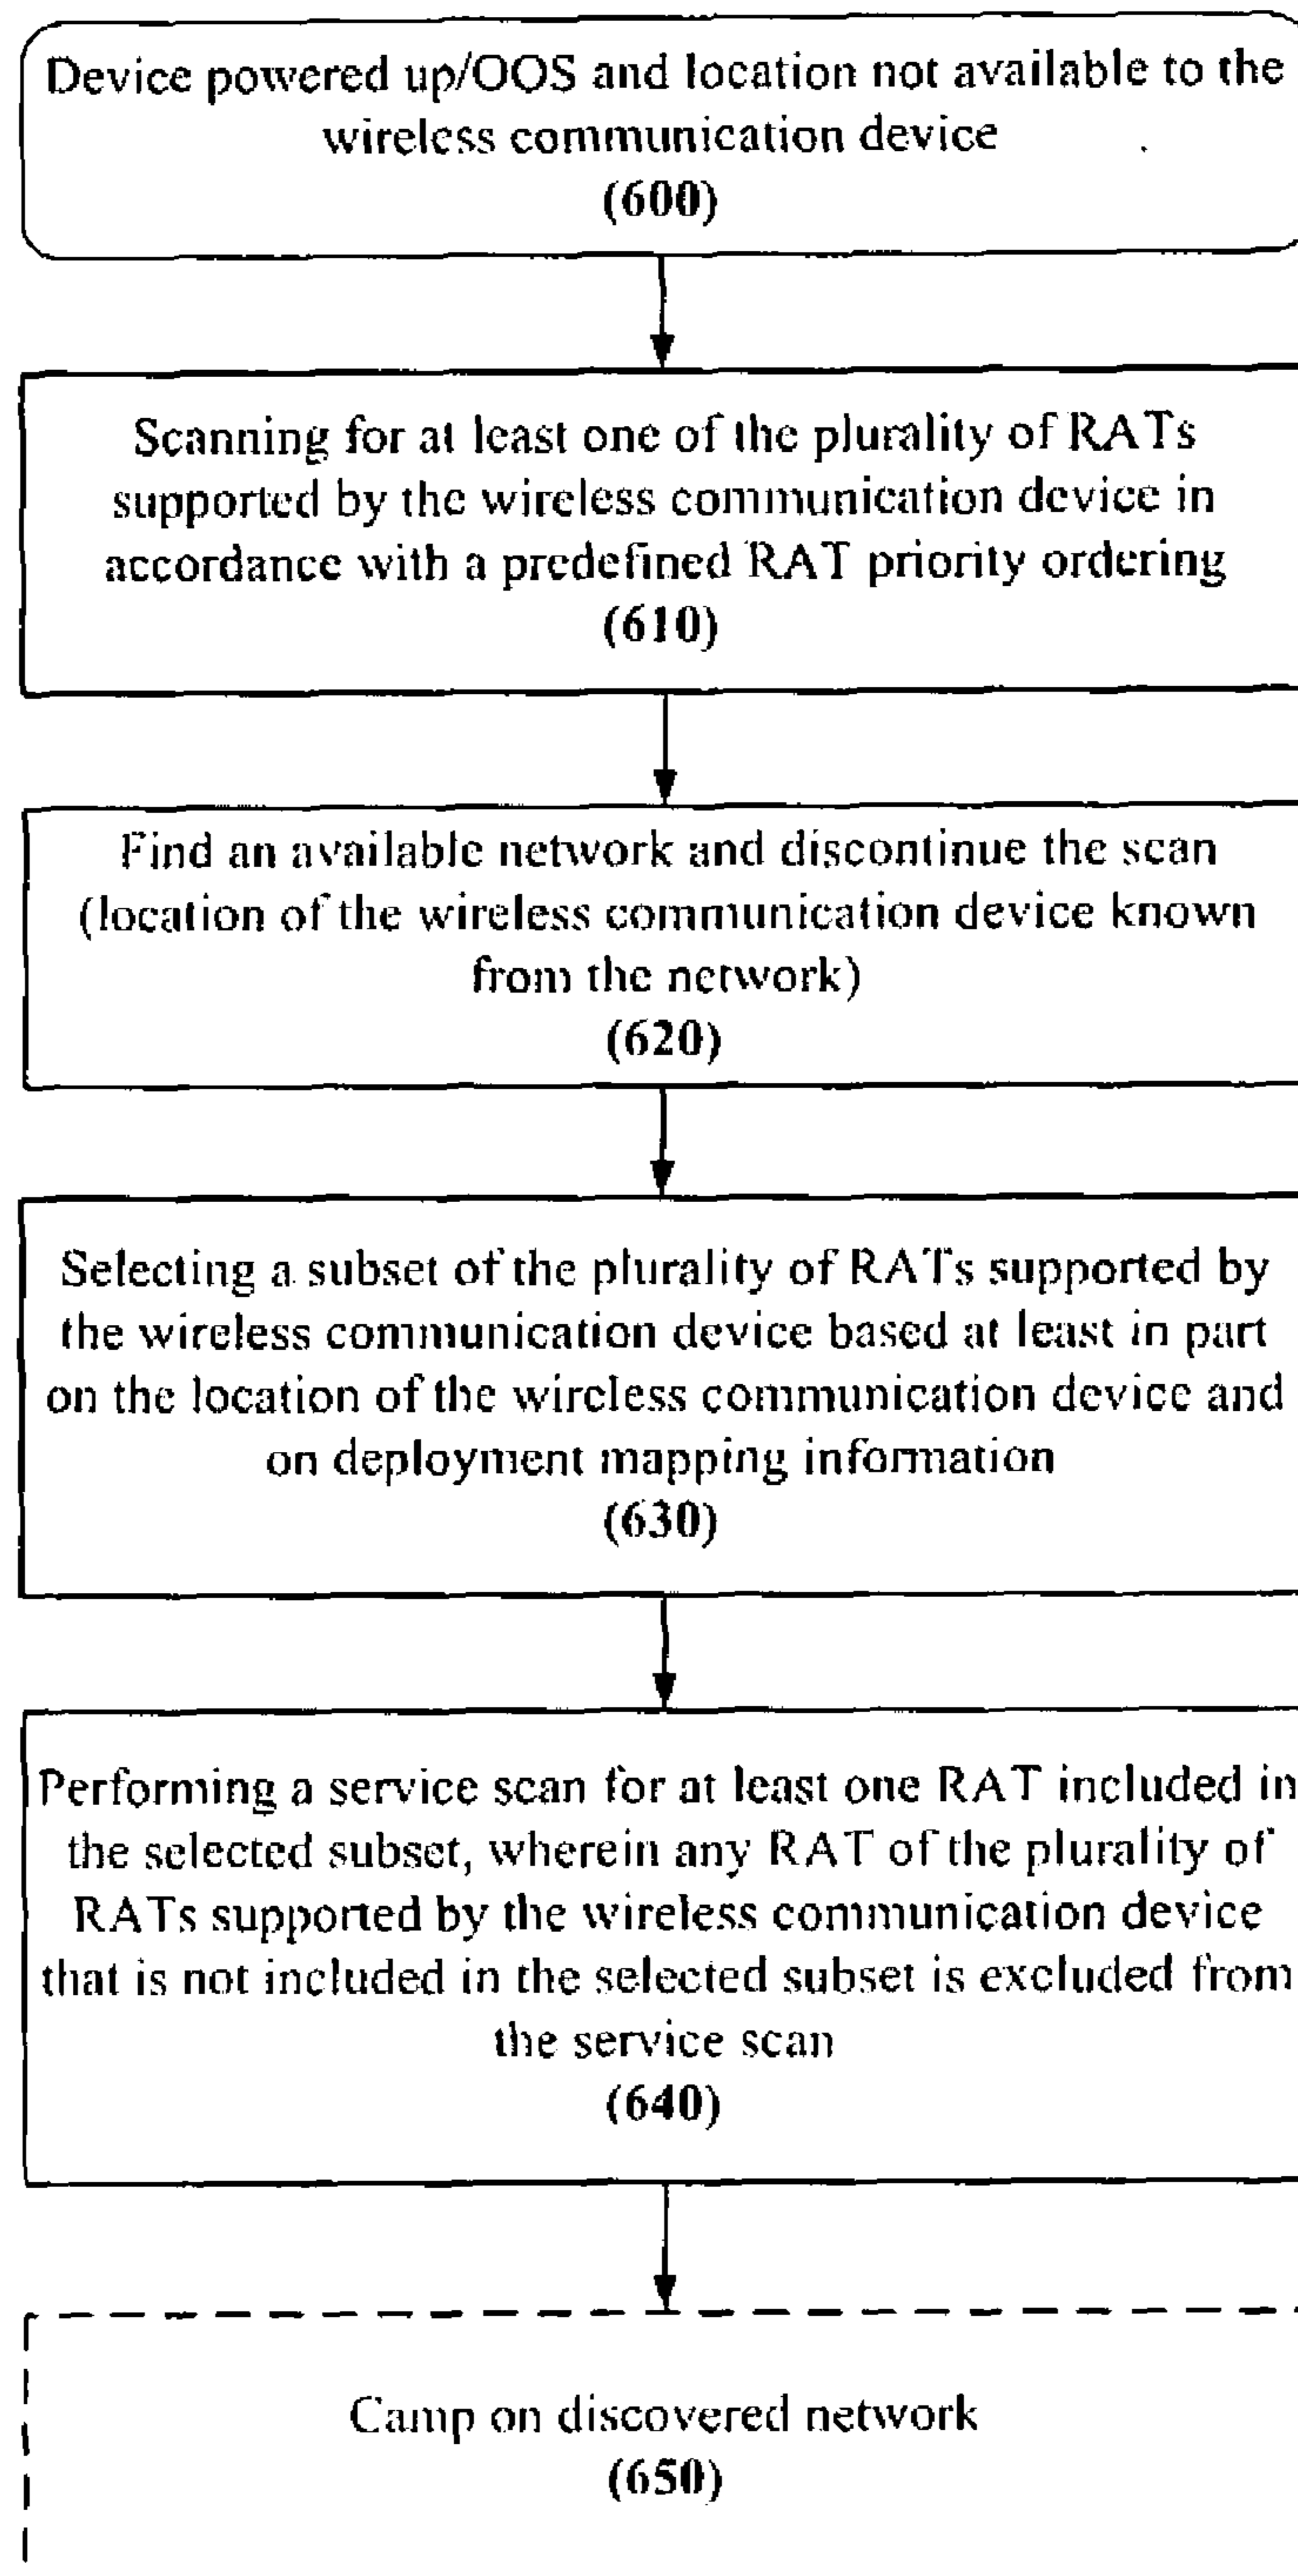 Device powered up/OOS and location not available to the
wireless communication device
(600)
Scanning for at least one of the plurality of RATs
supported by the wireless communication device in
accordance with a predefined RAT priority ordering
(610)
Find an available network and discontinue the scan
(location of the wireless communication device known
from the network)
(620)
Selecting a subset of the plurality of RATs supported by
the wireless communication device based at least in part
on the location of the wireless communication device and
on deployment mapping information
(630)
Performing a service scan for at least one RAT included in
the selected subset, wherein any RAT of the plurality of
RATs supported by the wireless communication device
that is not included in the selected subset is excluded from
the service scan
(640)
Camp on discovered network
(650)